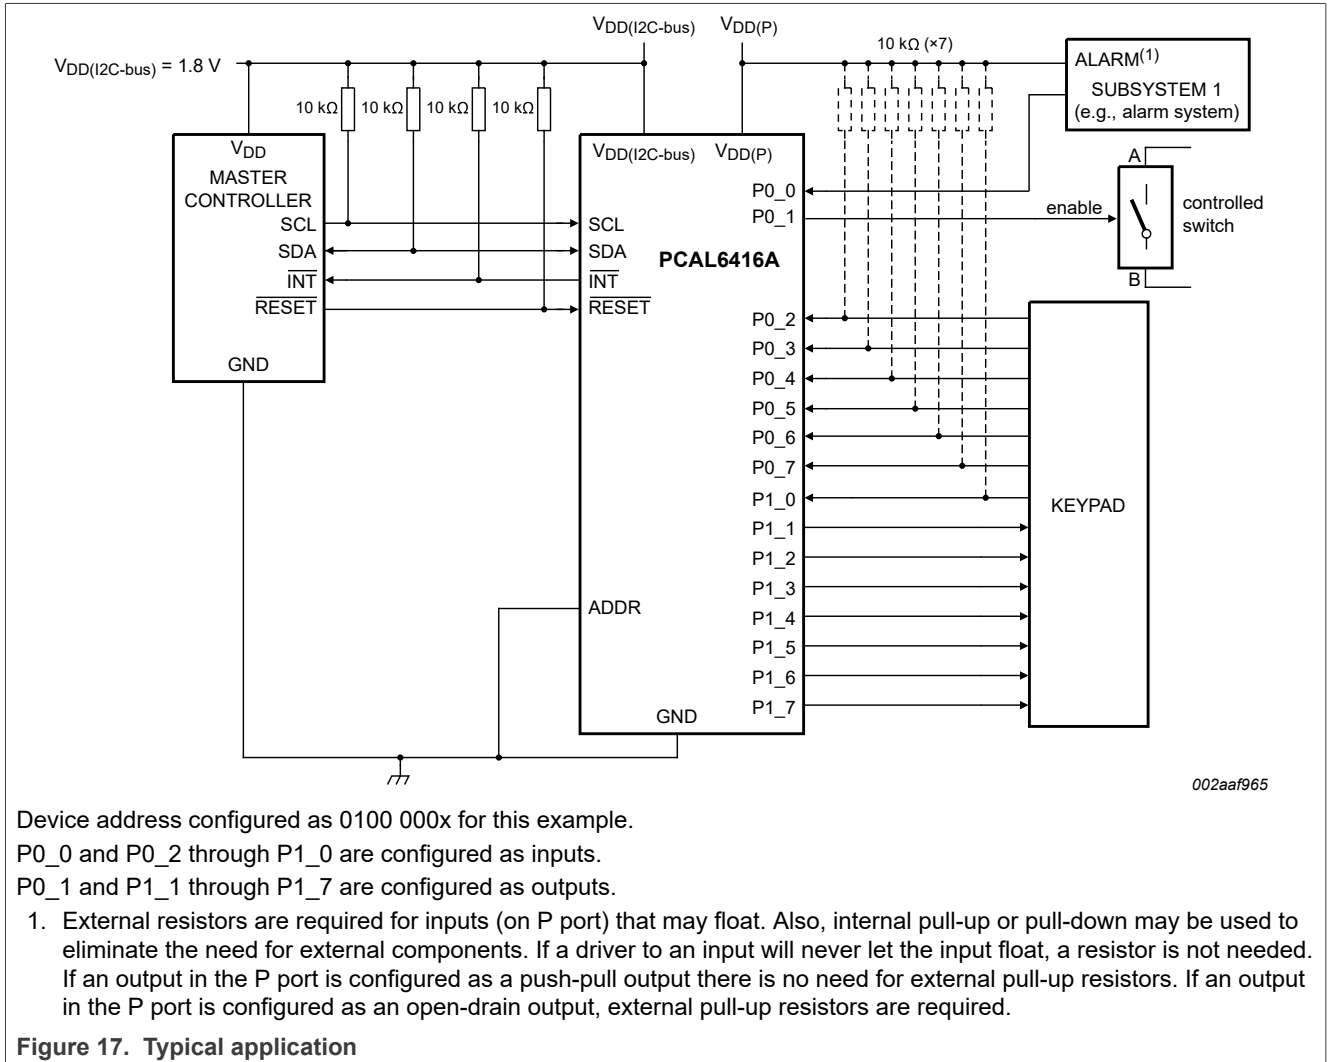 VDD(I2C-bus) VDD(P)
10 kΩ (×7)
VDD(I2C-bus) = 1.8 V
ALARM(1)
SUBSYSTEM 1
(e.g., alarm system)
10 kΩ 10 kΩ 10 kΩ 10 kΩ
VDD
MASTER
CONTROLLER
SCL
SDA
INT
RESET
GND
VDD(I2C-bus) VDD(P)
SCL
SDA
INT
RESET
PCAL6416A
ADDR
GND
P0_0
P0_1
P0_2
P0_3
P0_4
P0_5
P0_6
P0_7
P1_0
P1_1
P1_2
P1_3
P1_4
P1_5
P1_6
P1_7
A
enable
controlled
switch
B
KEYPAD
002aaf965
Device address configured as 0100 000x for this example.
P0_0 and P0_2 through P1_0 are configured as inputs.
P0_1 and P1_1 through P1_7 are configured as outputs.
1. External resistors are required for inputs (on P port) that may float. Also, internal pull-up or pull-down may be used to
eliminate the need for external components. If a driver to an input will never let the input float, a resistor is not needed.
If an output in the P port is configured as a push-pull output there is no need for external pull-up resistors. If an output
in the P port is configured as an open-drain output, external pull-up resistors are required.
Figure 17. Typical application